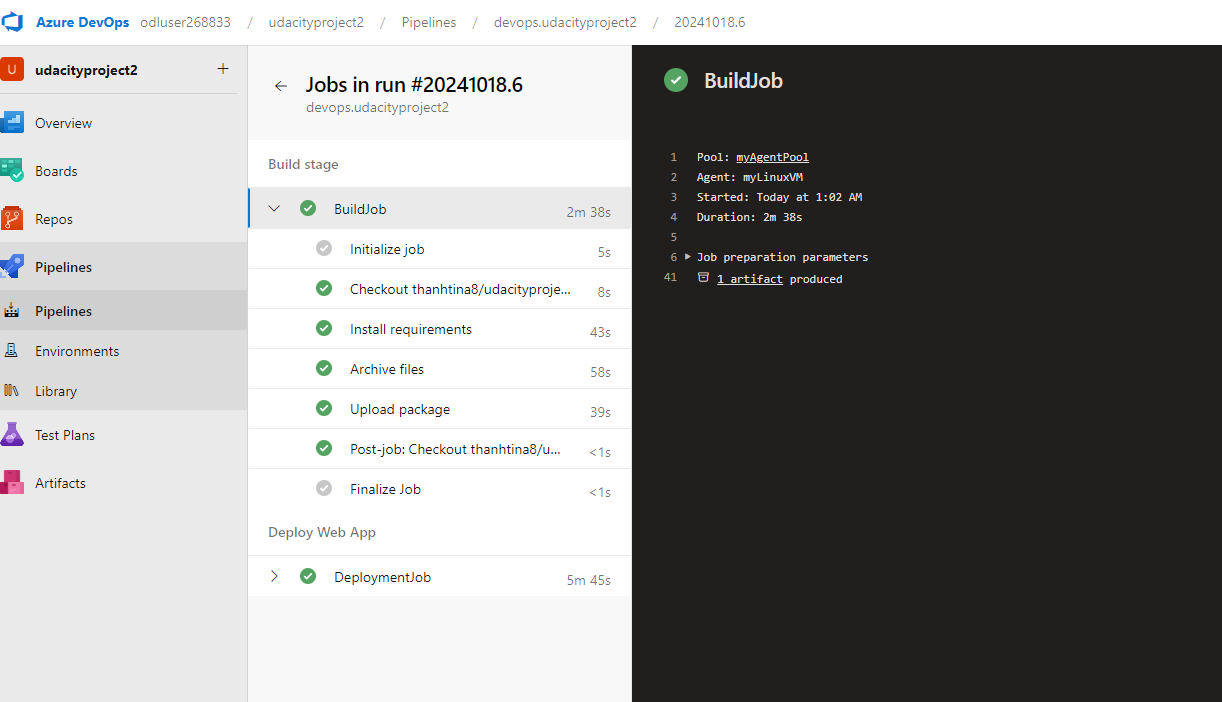 Azure DevOps odluser268833 / udacityproject2 / Pipelines / devops.udacityproject2 / 20241018.6
U udacityproject2 +
Overview
Boards
Repos
Pipelines
Pipelines
Environments
Library
Test Plans
Artifacts
← Jobs in run #20241018.6
devops.udacityproject2
Build stage
BuildJob 2m 38s
Initialize job 5s
Checkout thanhtina8/udacityproje... 8s
Install requirements 43s
Archive files 58s
Upload package 39s
Post-job: Checkout thanhtina8/u... <1s
Finalize Job <1s
Deploy Web App
DeploymentJob 5m 45s
BuildJob
1 Pool: myAgentPool
2 Agent: myLinuxVM
3 Started: Today at 1:02 AM
4 Duration: 2m 38s
5
6 Job preparation parameters
41 1 artifact produced